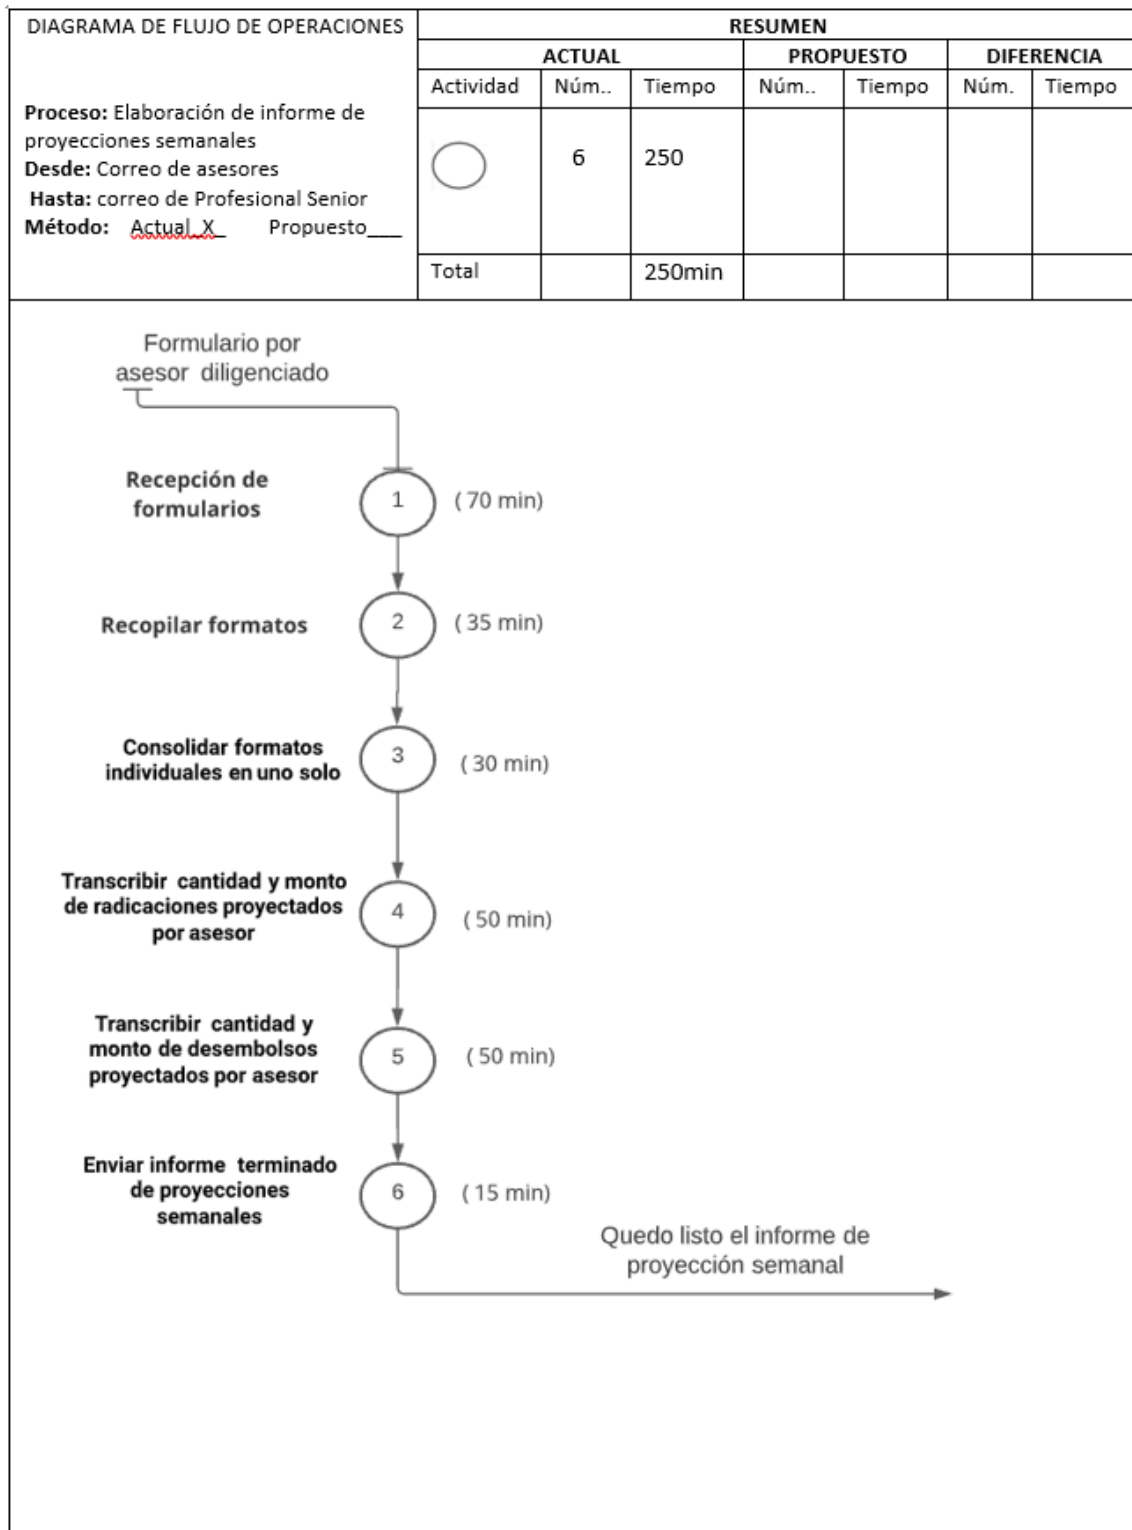 DIAGRAMA DE FLUJO DE OPERACIONES
Proceso: Elaboración de informe de
proyecciones semanales
Desde: Correo de asesores
Hasta: correo de Profesional Senior
Método: Actual_X_ Propuesto___
RESUMEN
ACTUAL PROPUESTO DIFERENCIA
Actividad Núm.. Tiempo Núm.. Tiempo Núm. Tiempo
6 250
Total 250min
Formulario por
asesor diligenciado
Recepción de
formularios
1 ( 70 min)
Recopilar formatos 2 ( 35 min)
Consolidar formatos
individuales en uno solo
3 ( 30 min)
Transcribir cantidad y monto
de radicaciones proyectados
por asesor
4 ( 50 min)
Transcribir cantidad y
monto de desembolsos
proyectados por asesor
5 ( 50 min)
Enviar informe terminado
de proyecciones
semanales
6 ( 15 min)
Quedo listo el informe de
proyección semanal